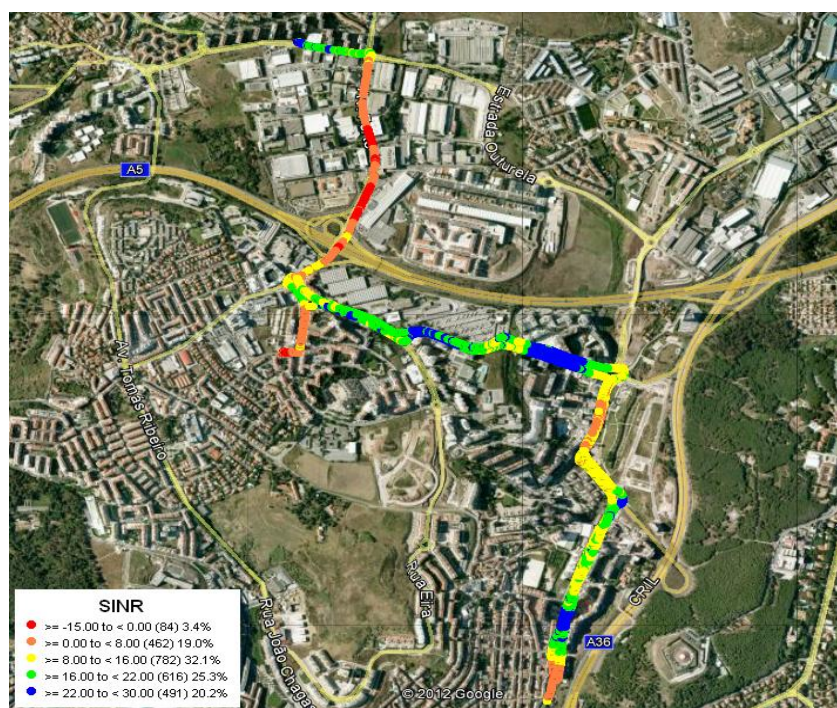 Estrada Outurela
A5
Av. Tomás Ribeiro
Rua Eira
CRIL
Rua João Chagas
A36
SINR
>= -15.00 to < 0.00 (84) 3.4%
>= 0.00 to < 8.00 (462) 19.0%
>= 8.00 to < 16.00 (782) 32.1%
>= 16.00 to < 22.00 (616) 25.3%
>= 22.00 to < 30.00 (491) 20.2%
© 2012 Google